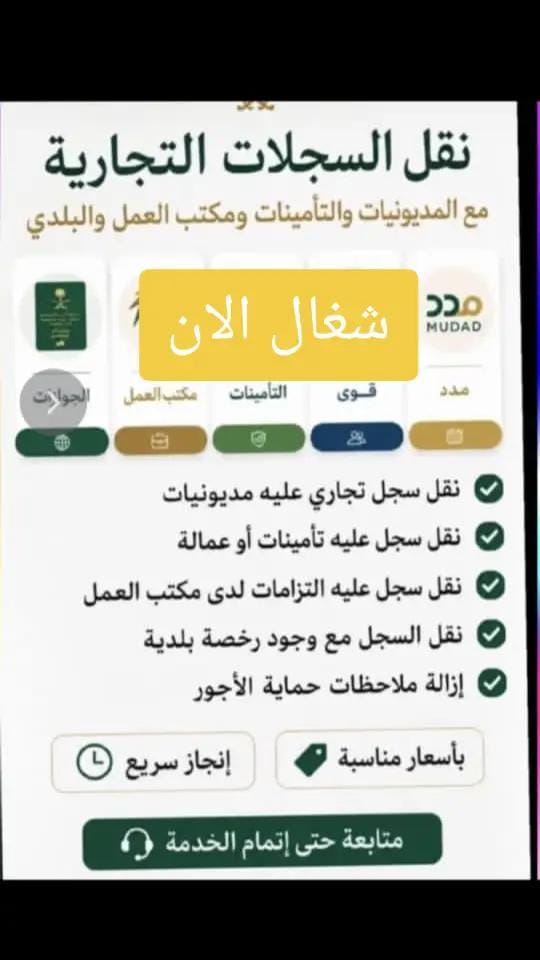 نقل السجلات التجارية
مع المديونيات والتأمينات ومكتب العمل والبلدي
شغال الان
مدد
MUDAD
مدد
قوى
التأمينات
مكتب العمل
الجوازات
نقل سجل تجاري عليه مديونيات
نقل سجل عليه تأمينات أو عمالة
نقل سجل عليه التزامات لدى مكتب العمل
نقل السجل مع وجود رخصة بلدية
إزالة ملاحظات حماية الأجور
بأسعار مناسبة
إنجاز سريع
متابعة حتى إتمام الخدمة